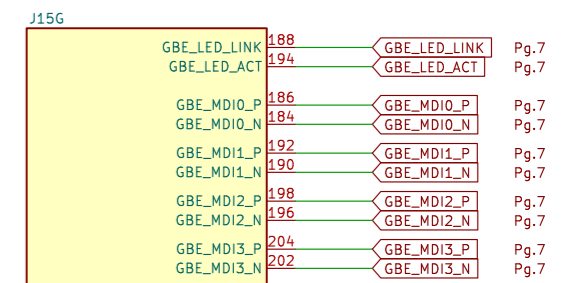 J15G
GBE_LED_LINK 188 GBE_LED_LINK Pg.7
GBE_LED_ACT 194 GBE_LED_ACT Pg.7
GBE_MDI0_P 186 GBE_MDI0_P Pg.7
GBE_MDI0_N 184 GBE_MDI0_N Pg.7
GBE_MDI1_P 192 GBE_MDI1_P Pg.7
GBE_MDI1_N 190 GBE_MDI1_N Pg.7
GBE_MDI2_P 198 GBE_MDI2_P Pg.7
GBE_MDI2_N 196 GBE_MDI2_N Pg.7
GBE_MDI3_P 204 GBE_MDI3_P Pg.7
GBE_MDI3_N 202 GBE_MDI3_N Pg.7